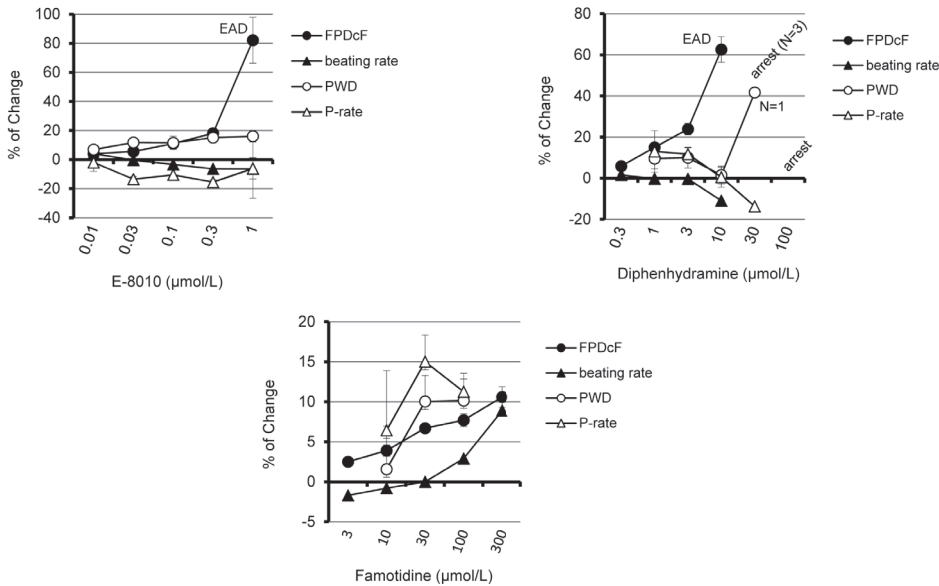 100
80
60
40
20
0
-20
-40
% of Change
EAD
0.01
0.03
0.1
0.3
1
E-8010 (µmol/L)
FPDcF
beating rate
PWD
P-rate
80
60
40
20
0
-20
% of Change
EAD
arrest (N=3)
N=1
arrest
0.3
1
3
10
30
100
Diphenhydramine (µmol/L)
FPDcF
beating rate
PWD
P-rate
20
15
10
5
0
-5
% of Change
3
10
30
100
300
Famotidine (µmol/L)
FPDcF
beating rate
PWD
P-rate